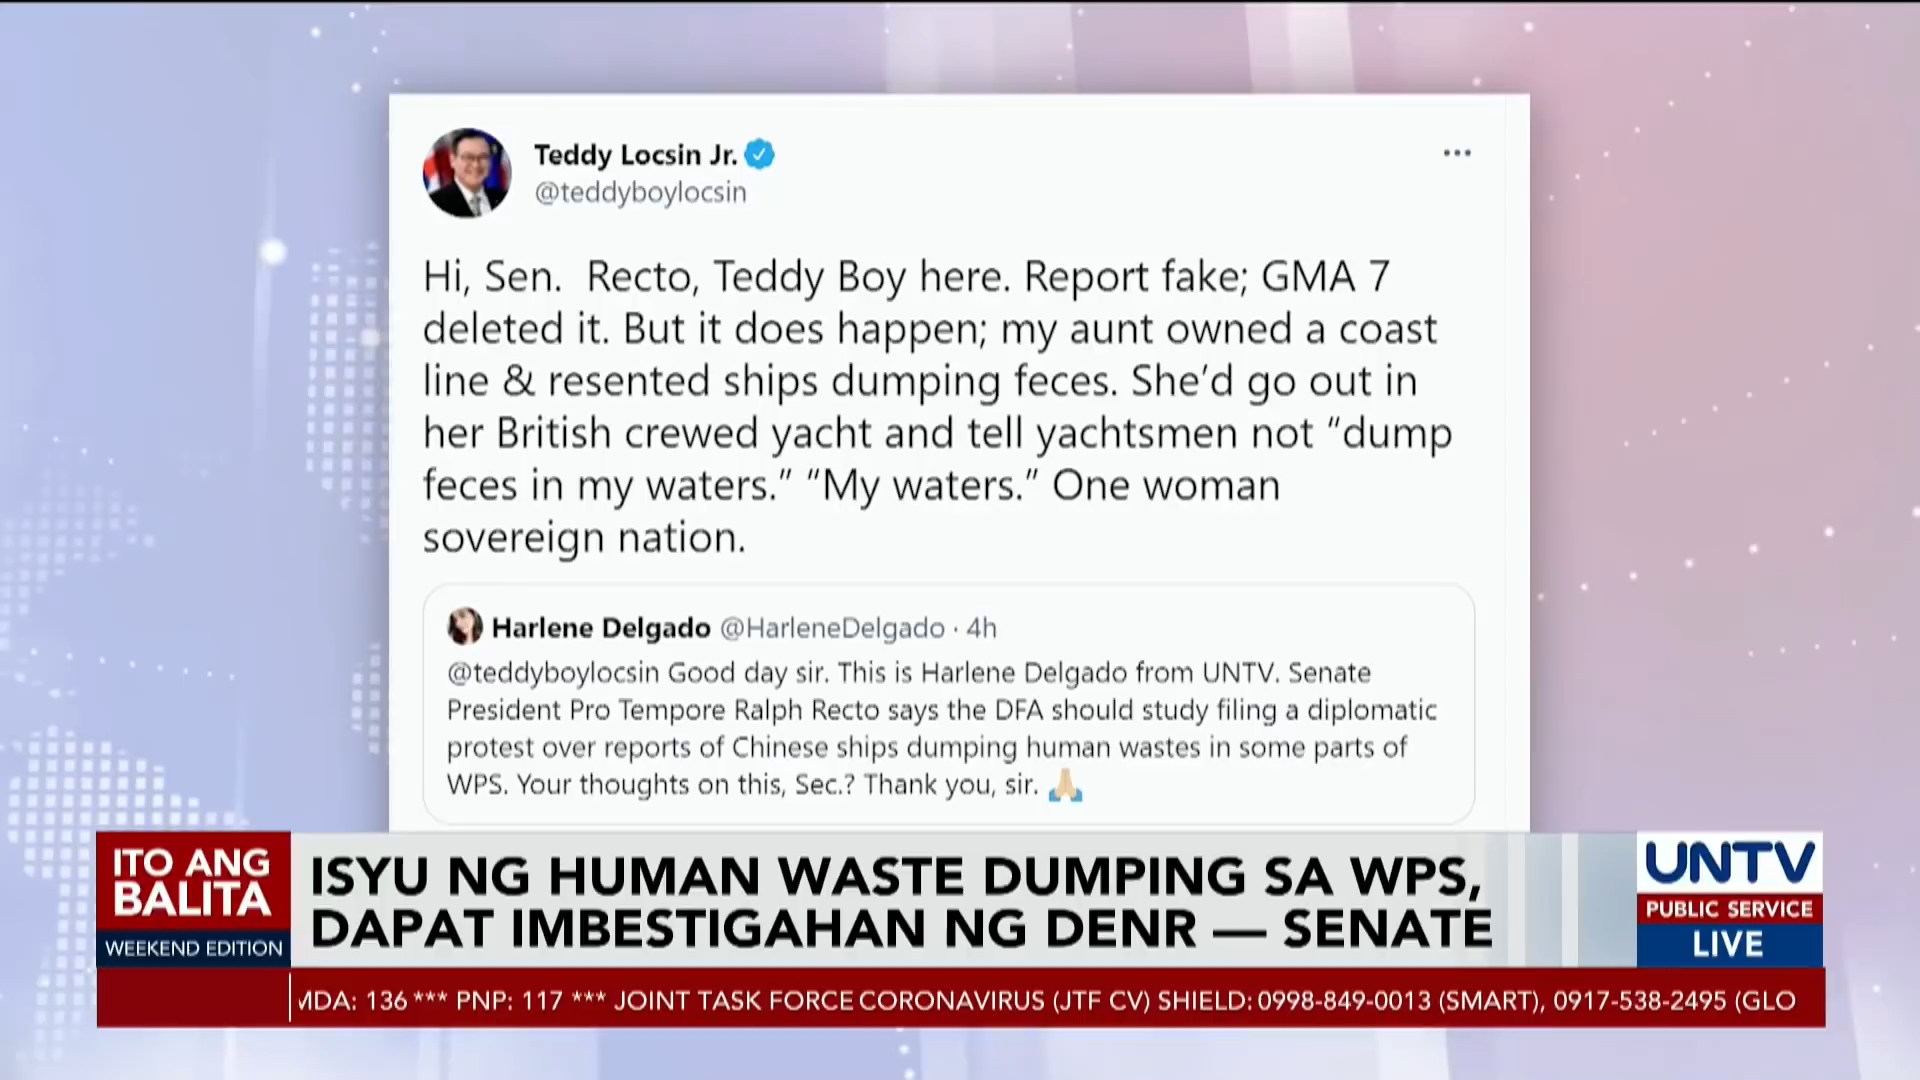 Teddy Locsin Jr.
@teddyboylocsin
Hi, Sen. Recto, Teddy Boy here. Report fake; GMA 7
deleted it. But it does happen; my aunt owned a coast
line & resented ships dumping feces. She’d go out in
her British crewed yacht and tell yachtsmen not “dump
feces in my waters.” “My waters.” One woman
sovereign nation.
Harlene Delgado @HarleneDelgado · 4h
@teddyboylocsin Good day sir. This is Harlene Delgado from UNTV. Senate
President Pro Tempore Ralph Recto says the DFA should study filing a diplomatic
protest over reports of Chinese ships dumping human wastes in some parts of
WPS. Your thoughts on this, Sec.? Thank you, sir. 🙏🏼
ITO ANG
BALITA
WEEKEND EDITION
ISYU NG HUMAN WASTE DUMPING SA WPS,
DAPAT IMBESTIGAHAN NG DENR — SENATE
UNTV
PUBLIC SERVICE
LIVE
MDA: 136 *** PNP: 117 *** JOINT TASK FORCE CORONAVIRUS (JTF CV) SHIELD: 0998-849-0013 (SMART), 0917-538-2495 (GLO